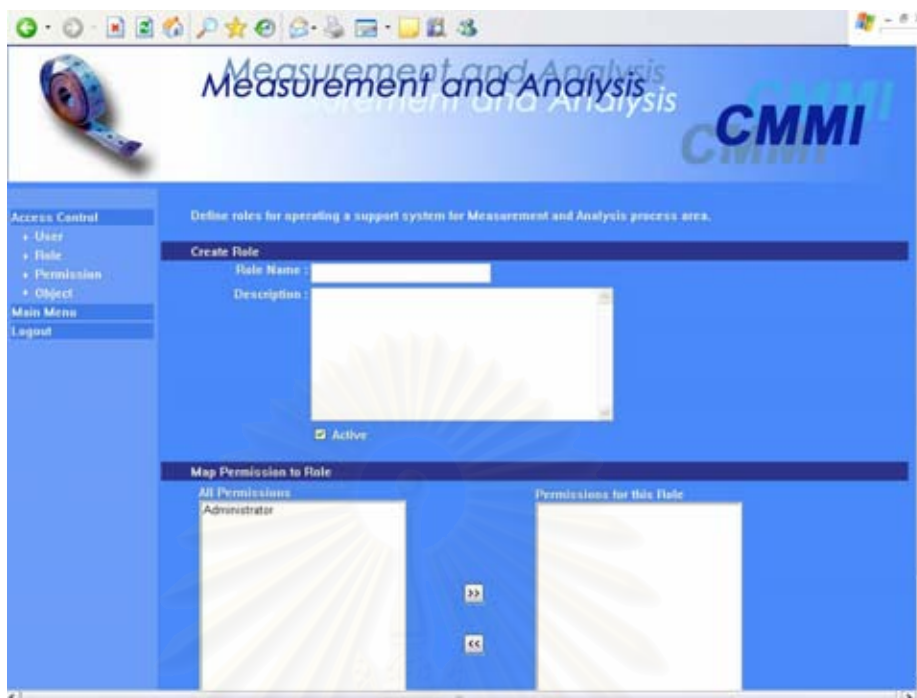 Measurement and Analysis
CMMI
Access Control
User
Role
Permission
Object
Main Menu
Logout
Define roles for operating a support system for Measurement and Analysis process area.
Create Role
Role Name :
Description :
Active
Map Permission to Role
All Permissions
Permissions for this Role
Administrator
>>
<<